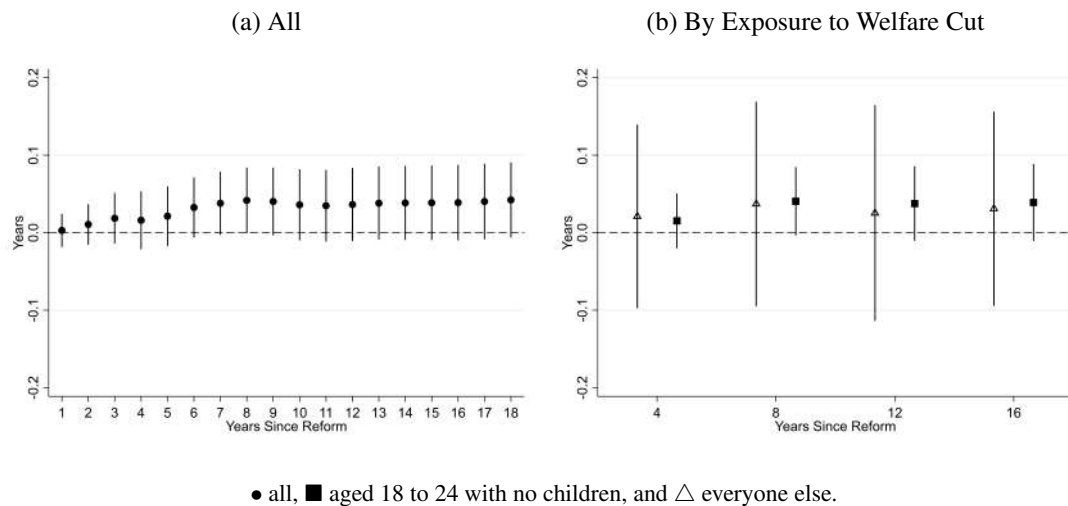 (a) All
(b) By Exposure to Welfare Cut
0.2
0.1
0.0
-0.1
-0.2
Years
1 2 3 4 5 6 7 8 9 10 11 12 13 14 15 16 17 18
Years Since Reform
0.2
0.1
0.0
-0.1
-0.2
Years
4 8 12 16
Years Since Reform
● all, ■ aged 18 to 24 with no children, and △ everyone else.